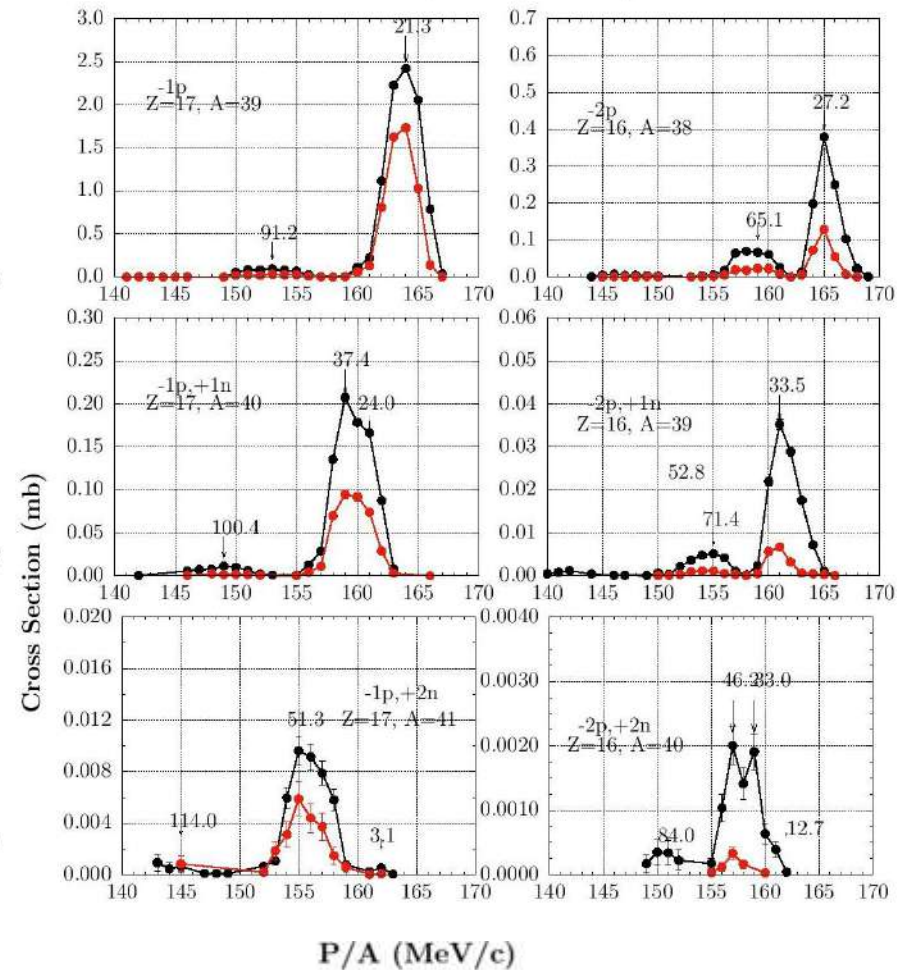 3.0
2.5
2.0
1.5
1.0
0.5
0.0
140 145 150 155 160 165 170
-1p
Z=17, A=39
21.3
91.2
0.7
0.6
0.5
0.4
0.3
0.2
0.1
0.0
140 145 150 155 160 165 170
-2p
Z=16, A=38
27.2
65.1
0.30
0.25
0.20
0.15
0.10
0.05
0.00
140 145 150 155 160 165 170
-1p,+1n
Z=17, A=40
37.4
24.0
100.4
0.06
0.05
0.04
0.03
0.02
0.01
0.00
140 145 150 155 160 165 170
-2p,+1n
Z=16, A=39
33.5
52.8
71.4
0.020
0.016
0.012
0.008
0.004
0.000
140 145 150 155 160 165 170
-1p,+2n
Z=17, A=41
51.3
114.0
3.1
0.0040
0.0030
0.0020
0.0010
0.0000
140 145 150 155 160 165 170
-2p,+2n
Z=16, A=40
46.2
33.0
84.0
12.7
Cross Section (mb)
P/A (MeV/c)